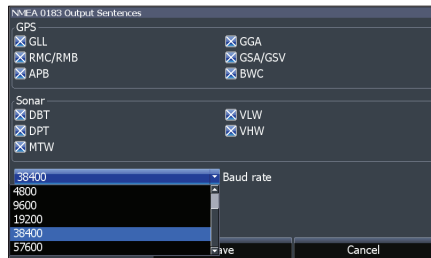 NMEA 0183 Output Sentences
GPS
GLL GGA
RMC/RMB GSA/GSV
APB BWC
Sonar
DBT VLW
DPT VHW
MTW
38400 Baud rate
4800
9600
19200
38400
57600
ave Cancel